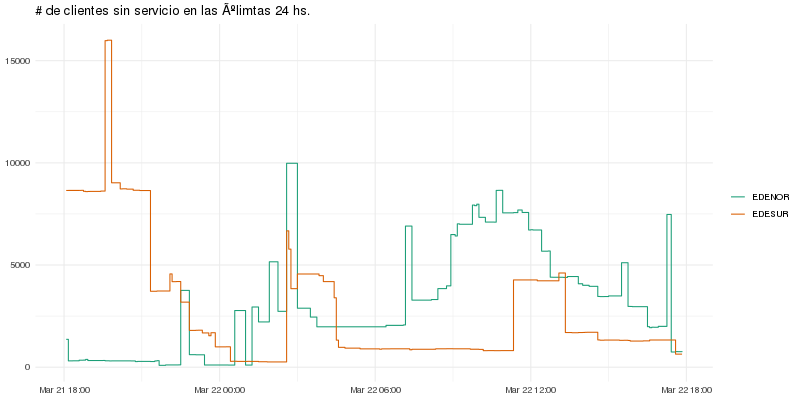 # de clientes sin servicio en las Ãºlimtas 24 hs.
15000
10000
5000
0
Mar 21 18:00
Mar 22 00:00
Mar 22 06:00
Mar 22 12:00
Mar 22 18:00
EDENOR
EDESUR